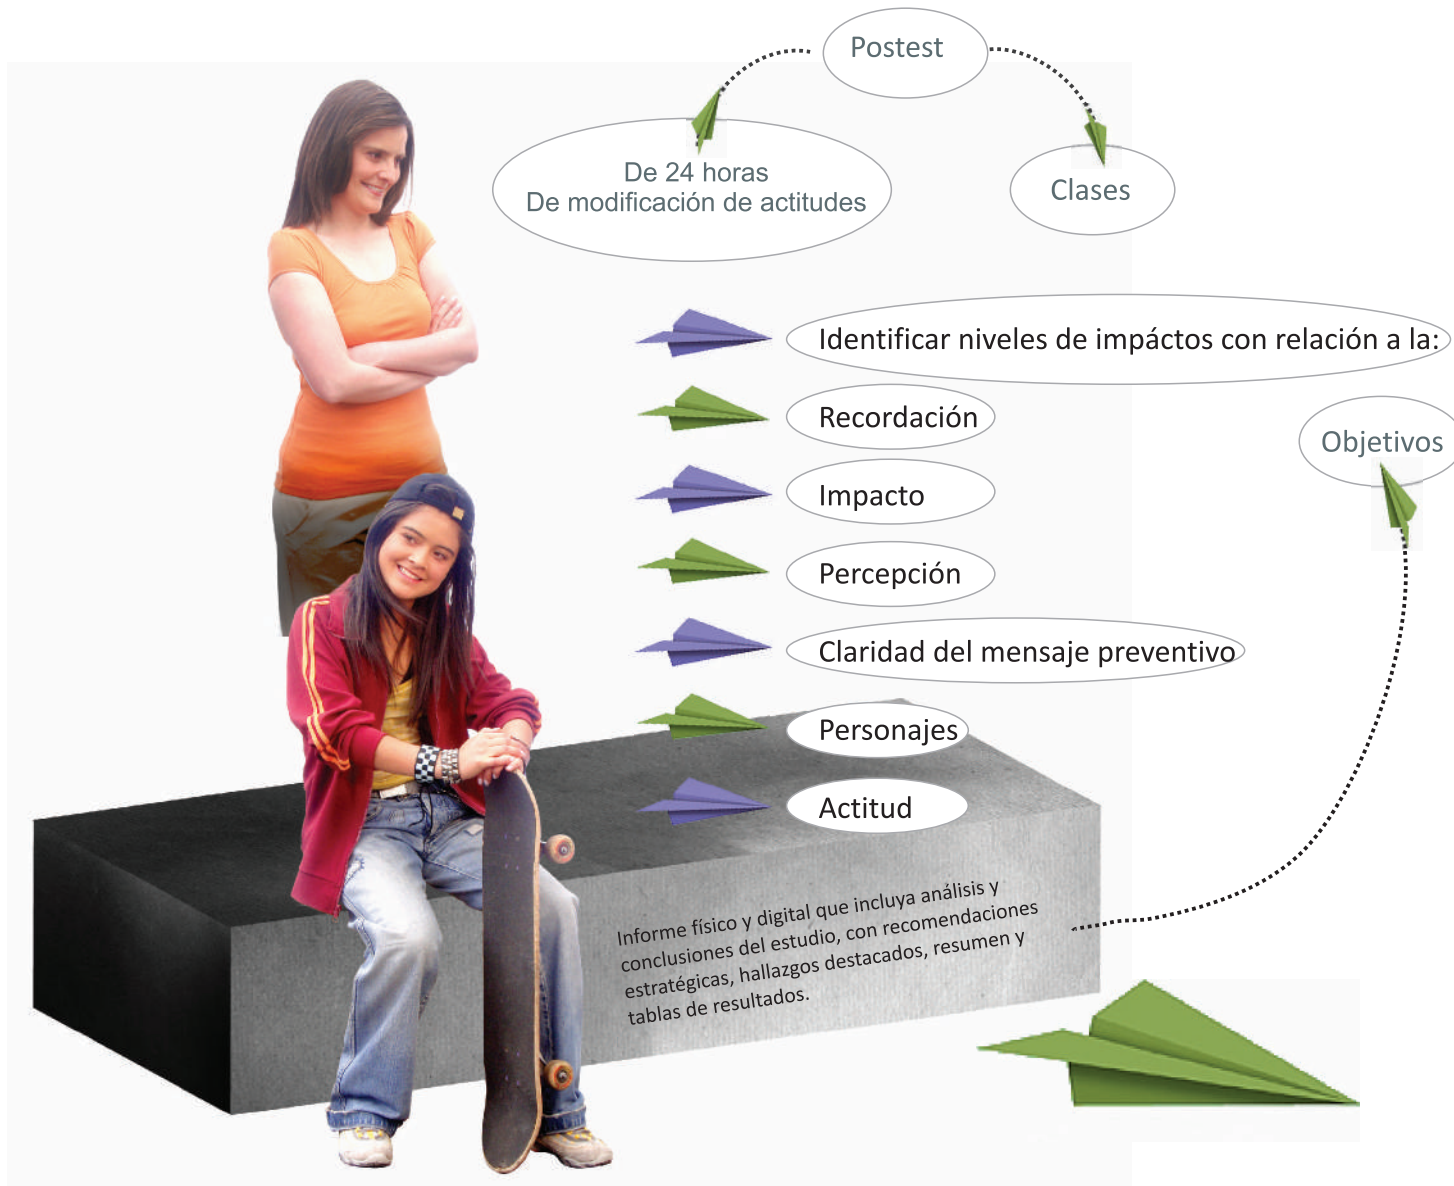 Postest
De 24 horas
De modificación de actitudes
Clases
Identificar niveles de impáctos con relación a la:
Recordación
Objetivos
Impacto
Percepción
Claridad del mensaje preventivo
Personajes
Actitud
Informe físico y digital que incluya análisis y
conclusiones del estudio, con recomendaciones
estratégicas, hallazgos destacados, resumen y
tablas de resultados.